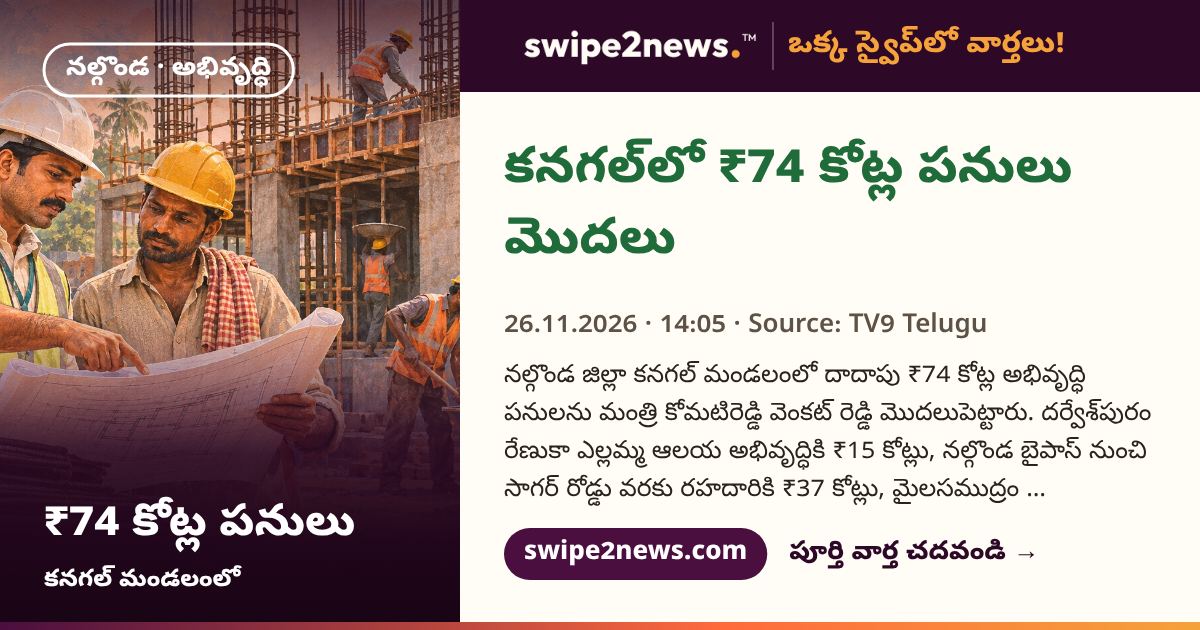 నల్గొండ · అభివృద్ధి
swipe2news.™ | ఒక్క స్వైప్‌లో వార్తలు!
కనగల్‌లో ₹74 కోట్ల పనులు
మొదలు
26.11.2026 · 14:05 · Source: TV9 Telugu
నల్గొండ జిల్లా కనగల్ మండలంలో దాదాపు ₹74 కోట్ల అభివృద్ధి
పనులను మంత్రి కోమటిరెడ్డి వెంకట్ రెడ్డి మొదలుపెట్టారు. దర్వేశ్‌పురం
రేణుకా ఎల్లమ్మ ఆలయ అభివృద్ధికి ₹15 కోట్లు, నల్గొండ బైపాస్ నుంచి
సాగర్ రోడ్డు వరకు రహదారికి ₹37 కోట్లు, మైలసముద్రం ...
swipe2news.com పూర్తి వార్త చదవండి →
₹74 కోట్ల పనులు
కనగల్ మండలంలో